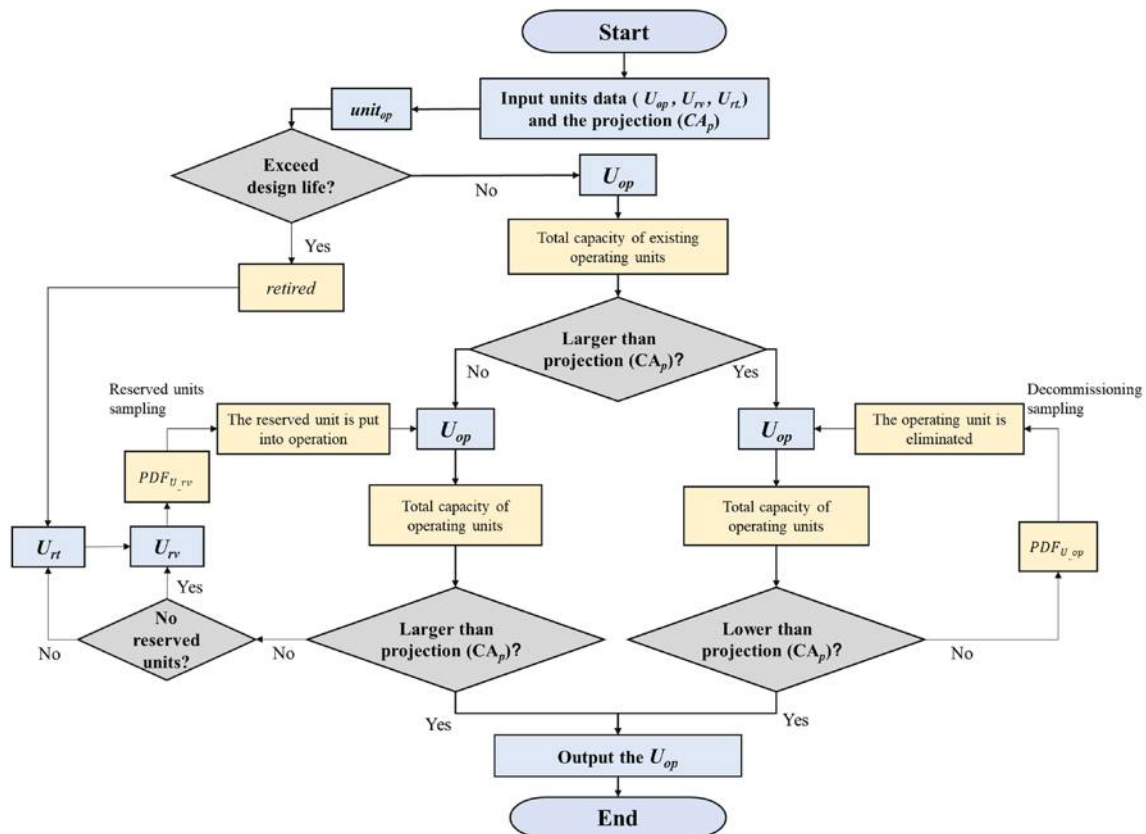 Start
Input units data ( U_op , U_rv , U_rt.)
and the projection (CA_p)
unit_op
Exceed
design life?
No
U_op
Yes
Total capacity of existing
operating units
retired
Larger than
projection (CA_p)?
No
Yes
Reserved units
sampling
Decommissioning
sampling
The reserved unit is put
into operation
U_op
U_op
The operating unit is
eliminated
PDF_U_rv
Total capacity of
operating units
Total capacity of
operating units
U_rt
U_rv
PDF_U_op
Yes
No
reserved
units?
No
No
Larger than
projection (CA_p)?
Lower than
projection (CA_p)?
No
Yes
Yes
Output the U_op
End